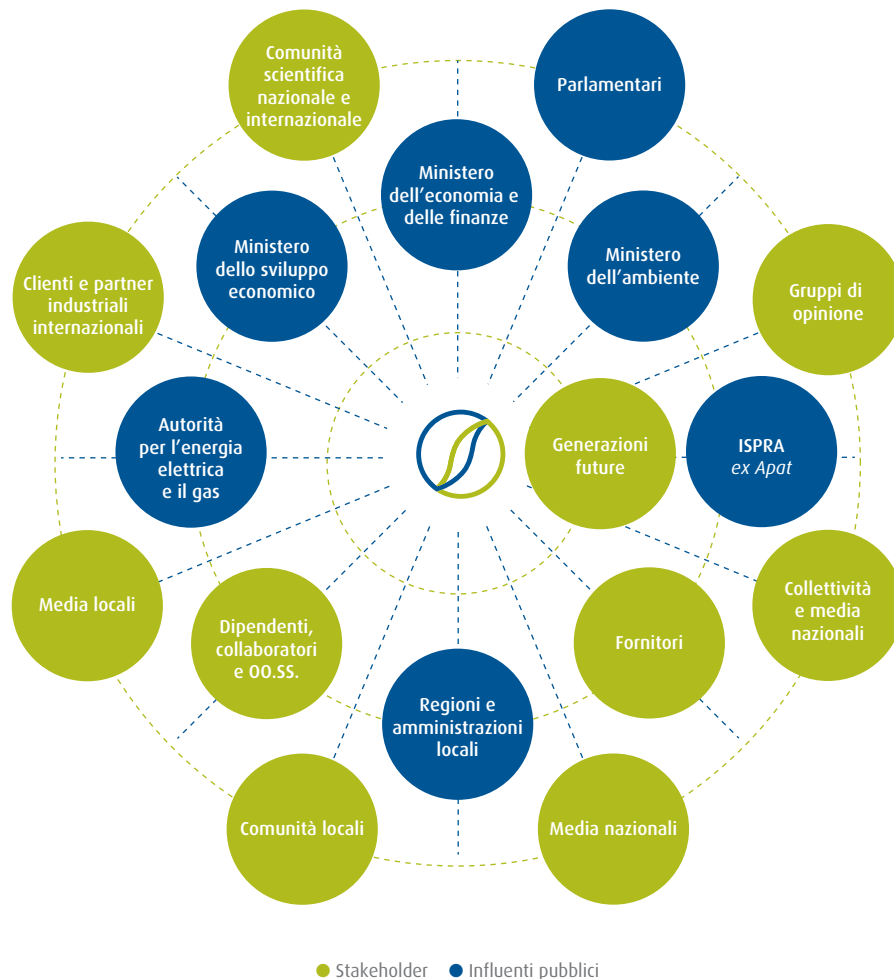 Comunità
scientifica
nazionale e
internazionale
Parlamentari
Ministero
dell'economia e
delle finanze
Ministero
dello sviluppo
economico
Ministero
dell'ambiente
Clienti e partner
industriali
internazionali
Gruppi di
opinione
Autorità
per l'energia
elettrica
e il gas
Generazioni
future
ISPRA
ex Apat
Media locali
Dipendenti,
collaboratori
e OO.SS.
Fornitori
Collettività
e media
nazionali
Regioni e
amministrazioni
locali
Comunità locali
Media nazionali
Stakeholder
Influenti pubblici